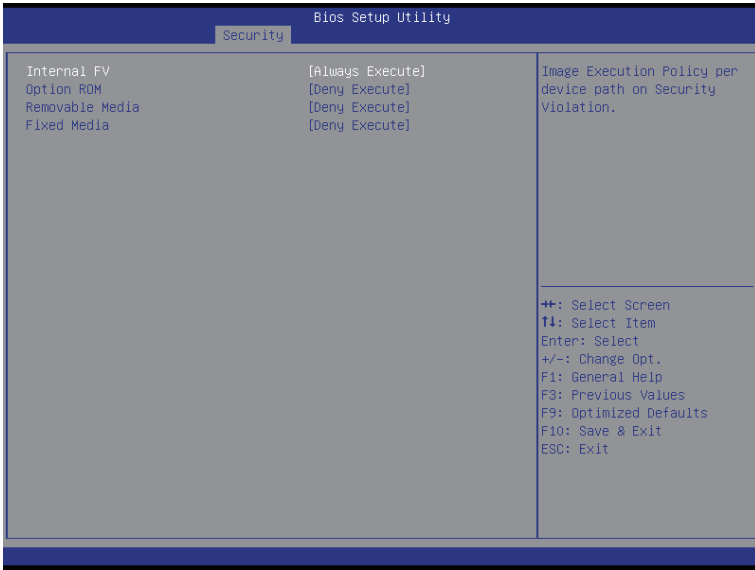 Bios Setup Utility
Security
Internal FV [Always Execute]
Option ROM [Deny Execute]
Removable Media [Deny Execute]
Fixed Media [Deny Execute]
Image Execution Policy per
device path on Security
Violation.
→←: Select Screen
↑↓: Select Item
Enter: Select
+/-: Change Opt.
F1: General Help
F3: Previous Values
F9: Optimized Defaults
F10: Save & Exit
ESC: Exit